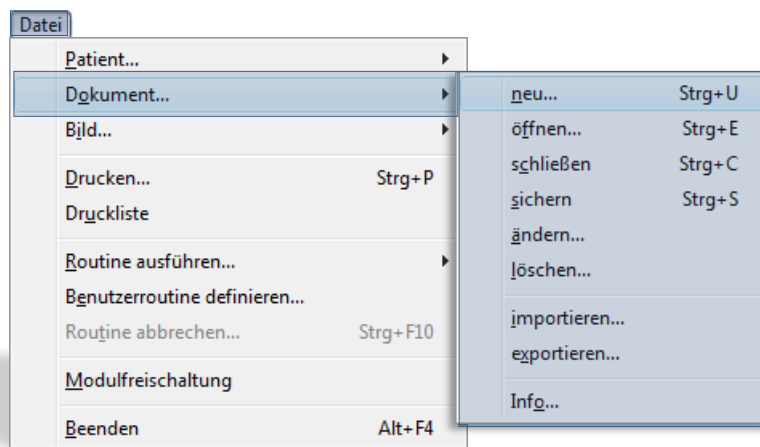 Datei
Patient...
Dokument...
Bild...
Drucken... Strg+P
Druckliste
Routine ausführen...
Benutzerroutine definieren...
Routine abbrechen... Strg+F10
Modulfreischaltung
Beenden Alt+F4
neu... Strg+U
öffnen... Strg+E
schließen Strg+C
sichern Strg+S
ändern...
löschen...
importieren...
exportieren...
Info...